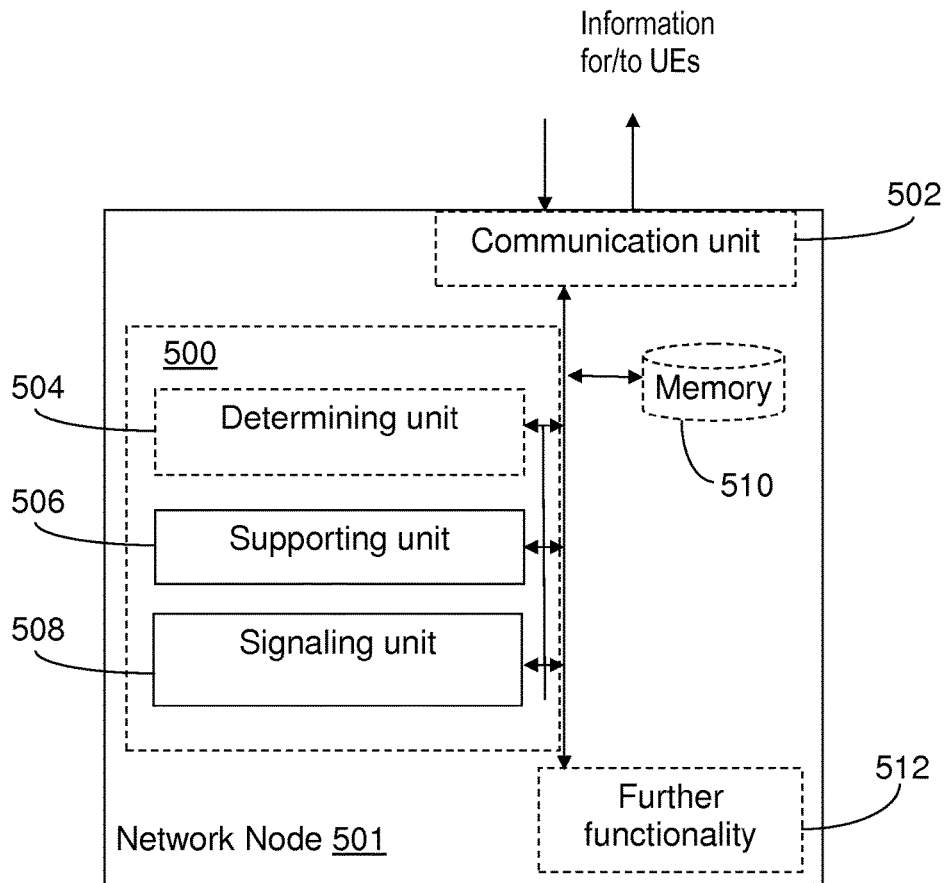 Information
for/to UEs
502
Communication unit
500
504
Determining unit
Memory
510
506
Supporting unit
508
Signaling unit
512
Further
functionality
Network Node 501